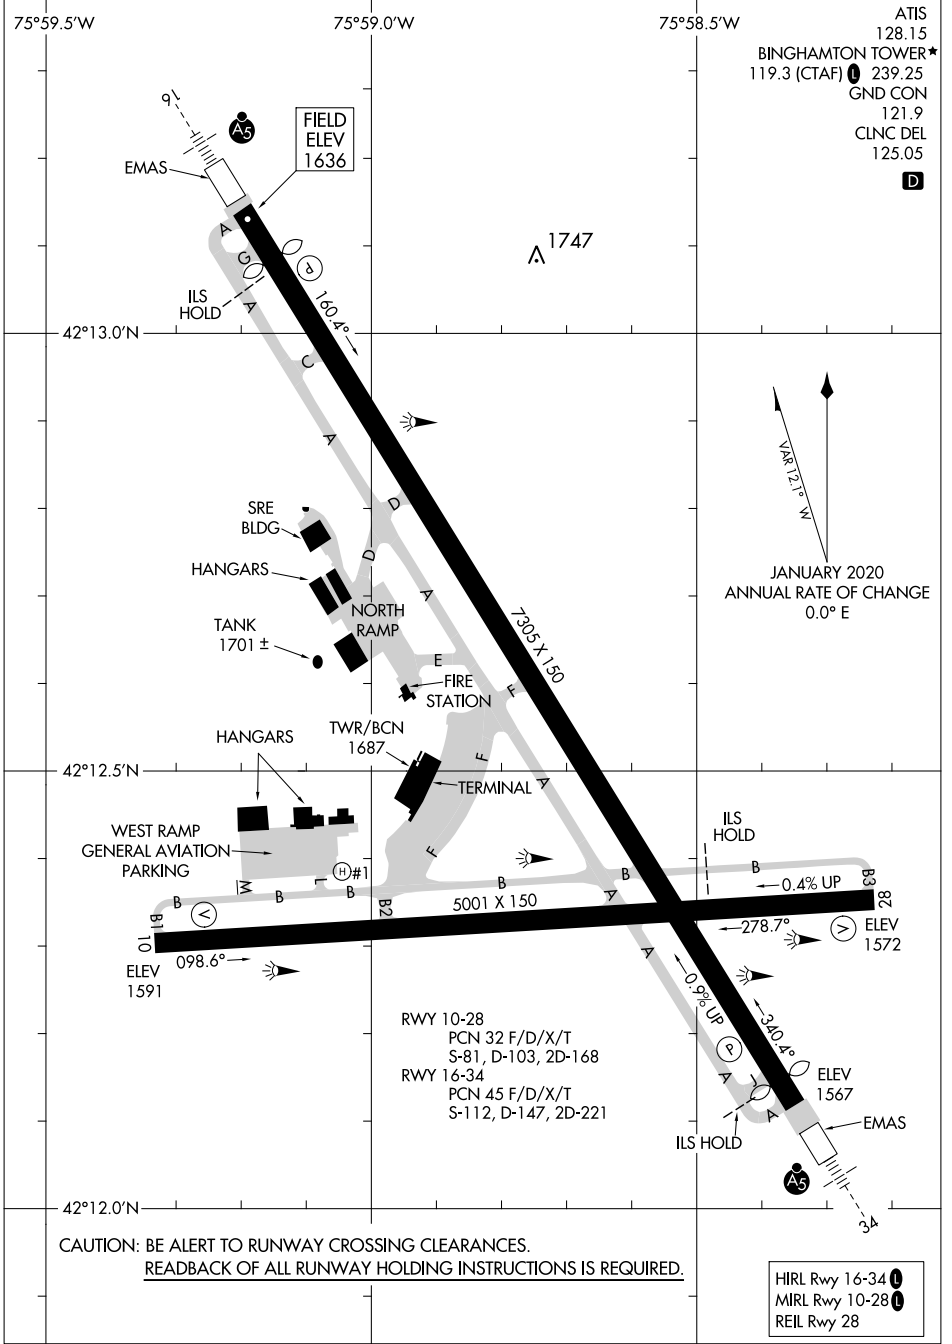 75°59.5'W
75°59.0'W
75°58.5'W
ATIS
128.15
BINGHAMTON TOWER★
119.3 (CTAF) L 239.25
GND CON
121.9
CLNC DEL
125.05
D
16
A5
FIELD
ELEV
1636
EMAS
A
G
P
1747
ILS
HOLD
A
160.4°
42°13.0'N
C
A
VAR 12.1° W
JANUARY 2020
ANNUAL RATE OF CHANGE
0.0° E
D
SRE
BLDG
D
HANGARS
A
NORTH
RAMP
7305 X 150
TANK
1701 ±
E
FIRE
STATION
F
TWR/BCN
1687
HANGARS
F
42°12.5'N
A
TERMINAL
WEST RAMP
GENERAL AVIATION
PARKING
ILS
HOLD
F
H #1
L
M
B
B
B
B2
B
B
B
B3
A
0.4% UP
28
5001 X 150
B1
V
10
278.7°
V
ELEV
1572
098.6°
ELEV
1591
A
0.9% UP
340.4°
RWY 10-28
PCN 32 F/D/X/T
S-81, D-103, 2D-168
RWY 16-34
PCN 45 F/D/X/T
S-112, D-147, 2D-221
P
A
J
A
ELEV
1567
ILS HOLD
EMAS
A5
42°12.0'N
34
CAUTION: BE ALERT TO RUNWAY CROSSING CLEARANCES.
READBACK OF ALL RUNWAY HOLDING INSTRUCTIONS IS REQUIRED.
HIRL Rwy 16-34 L
MIRL Rwy 10-28 L
REIL Rwy 28